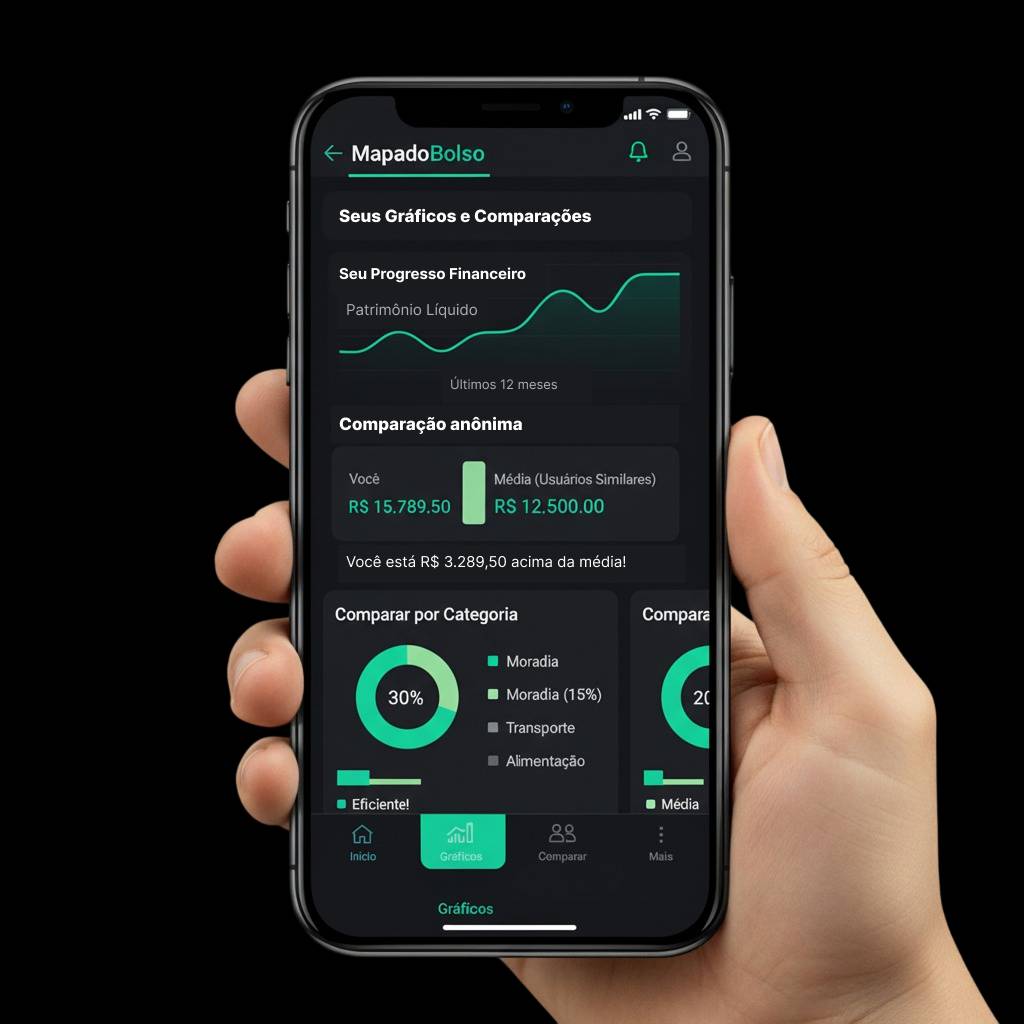 MapadoBolso
Seus Gráficos e Comparações
Seu Progresso Financeiro
Patrimônio Líquido
Últimos 12 meses
Comparação anônima
Você
Média (Usuários Similares)
R$ 15.789.50
R$ 12.500.00
Você está R$ 3.289,50 acima da média!
Comparar por Categoria
Compara
30%
Moradia
Moradia (15%)
Transporte
Alimentação
20
Eficiente!
Média
Início
Gráficos
Comparar
Mais
Gráficos